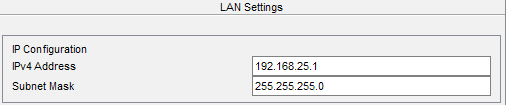 LAN Settings
IP Configuration
IPv4 Address 192.168.25.1
Subnet Mask 255.255.255.0